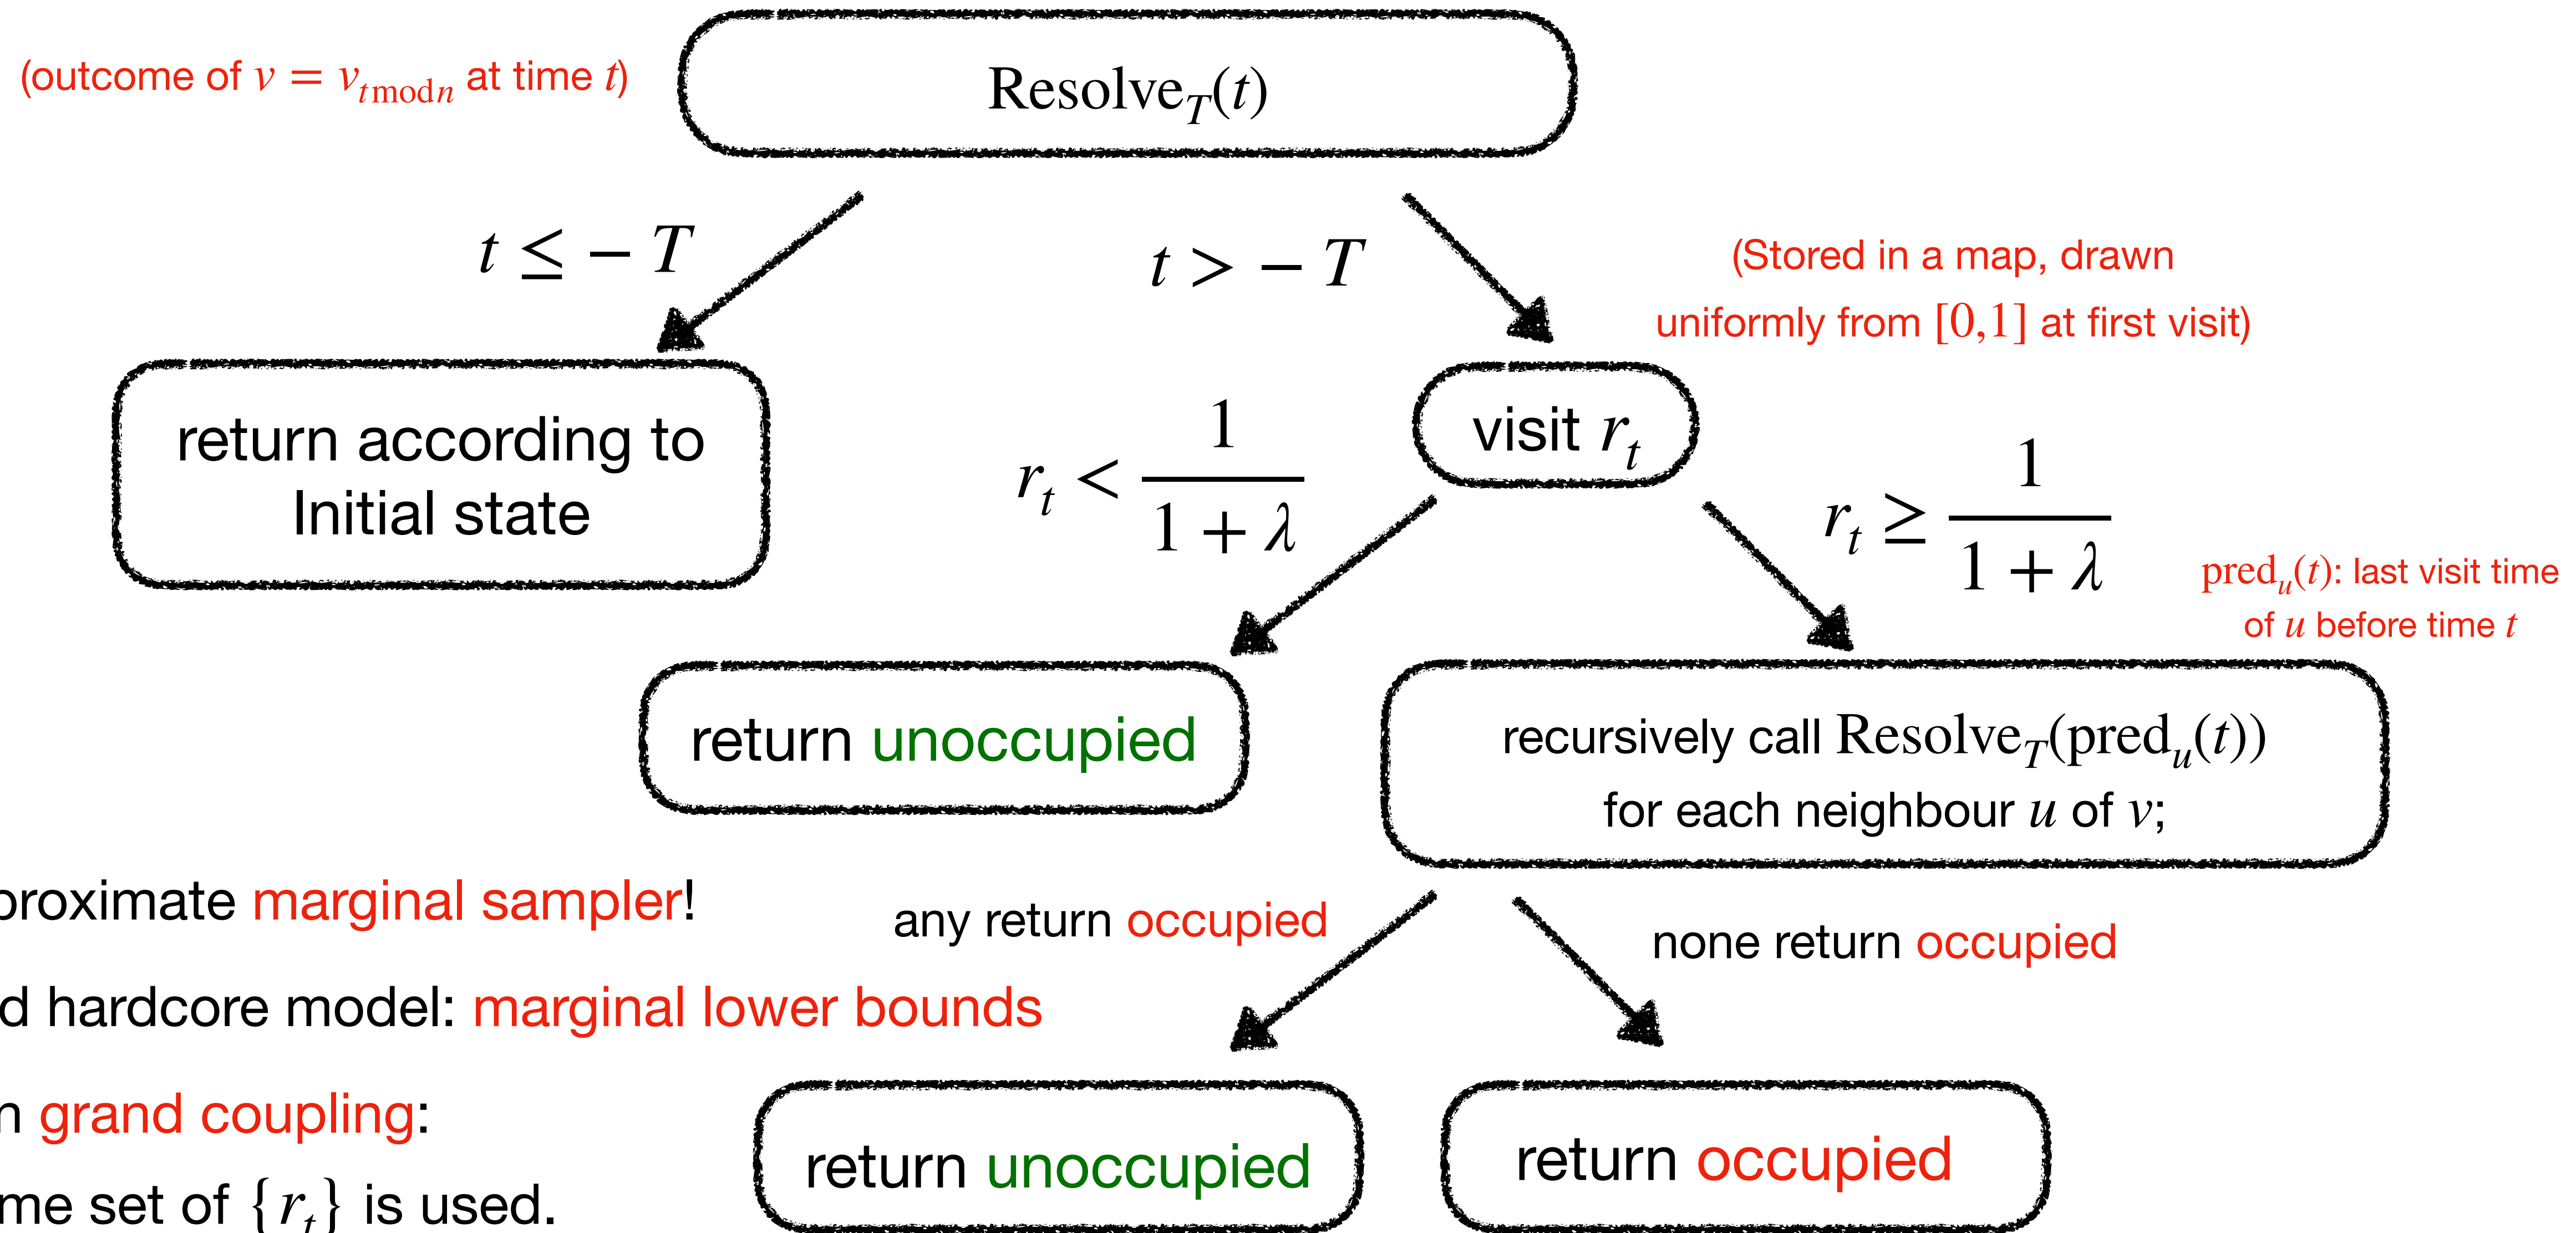 (outcome of v = v_{t mod n} at time t)
Resolve_T(t)
t ≤ − T
t > − T
(Stored in a map, drawn
uniformly from [0,1] at first visit)
return according to
Initial state
visit r_t
r_t < 1/(1 + λ)
r_t ≥ 1/(1 + λ)
pred_u(t): last visit time
of u before time t
return unoccupied
recursively call Resolve_T(pred_u(t))
for each neighbour u of v;
marginal sampler!
any return occupied
none return occupied
hardcore model: marginal lower bounds
grand coupling:
return unoccupied
return occupied
set of {r_t} is used.